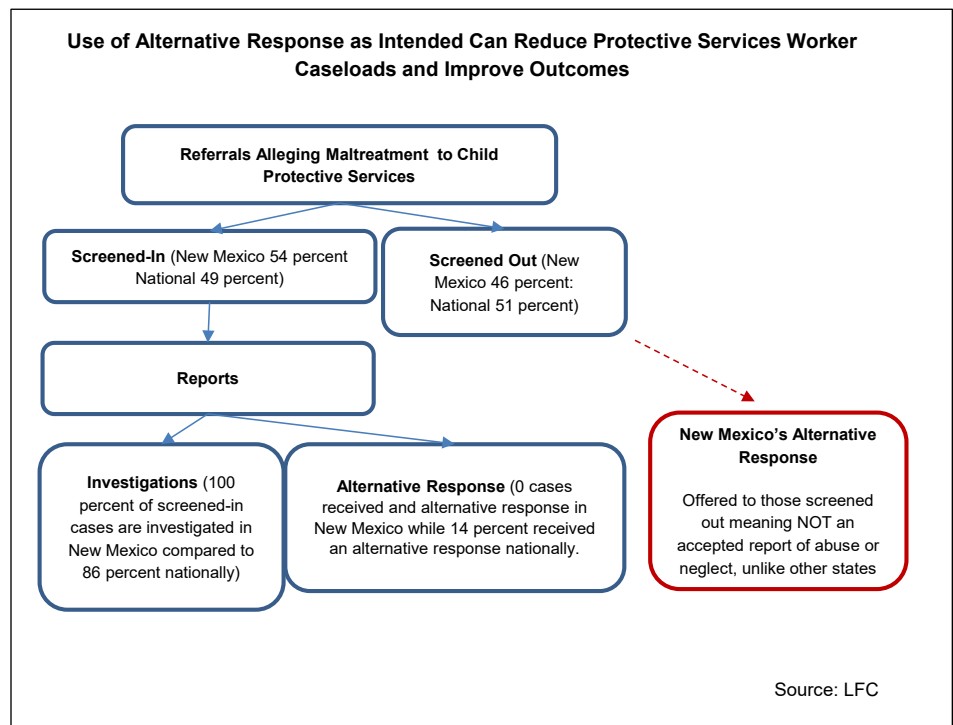 Use of Alternative Response as Intended Can Reduce Protective Services Worker
Caseloads and Improve Outcomes
Referrals Alleging Maltreatment to Child
Protective Services
Screened-In (New Mexico 54 percent
National 49 percent)
Screened Out (New
Mexico 46 percent:
National 51 percent)
Reports
Investigations (100
percent of screened-in
cases are investigated in
New Mexico compared to
86 percent nationally)
Alternative Response (0 cases
received and alternative response in
New Mexico while 14 percent received
an alternative response nationally.
New Mexico’s Alternative
Response
Offered to those screened
out meaning NOT an
accepted report of abuse or
neglect, unlike other states
Source: LFC